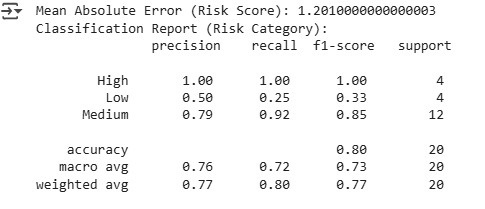 Mean Absolute Error (Risk Score): 1.2010000000000003
Classification Report (Risk Category):
precision recall f1-score support
High 1.00 1.00 1.00 4
Low 0.50 0.25 0.33 4
Medium 0.79 0.92 0.85 12
accuracy 0.80 20
macro avg 0.76 0.72 0.73 20
weighted avg 0.77 0.80 0.77 20